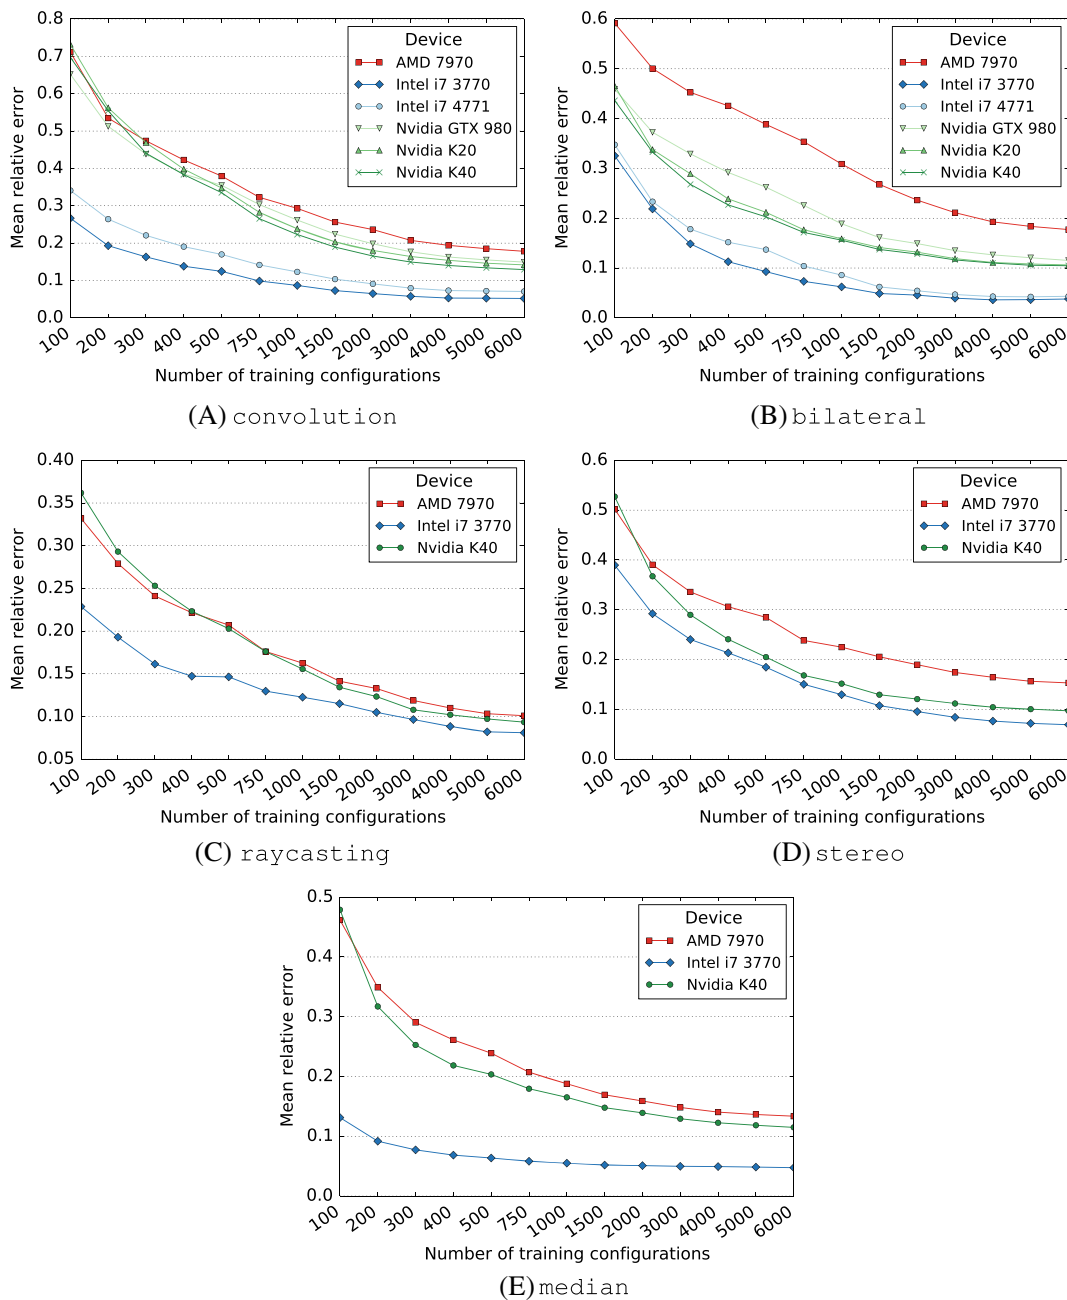 0.8
0.7
0.6
0.5
0.4
0.3
0.2
0.1
0.0
Mean relative error
Device
AMD 7970
Intel i7 3770
Intel i7 4771
Nvidia GTX 980
Nvidia K20
Nvidia K40
100 200 300 400 500 750 1000 1500 2000 3000 4000 5000 6000
Number of training configurations
(A) convolution
0.6
0.5
0.4
0.3
0.2
0.1
0.0
Mean relative error
Device
AMD 7970
Intel i7 3770
Intel i7 4771
Nvidia GTX 980
Nvidia K20
Nvidia K40
100 200 300 400 500 750 1000 1500 2000 3000 4000 5000 6000
Number of training configurations
(B) bilateral
0.40
0.35
0.30
0.25
0.20
0.15
0.10
0.05
Mean relative error
Device
AMD 7970
Intel i7 3770
Nvidia K40
100 200 300 400 500 750 1000 1500 2000 3000 4000 5000 6000
Number of training configurations
(C) raycasting
0.6
0.5
0.4
0.3
0.2
0.1
0.0
Mean relative error
Device
AMD 7970
Intel i7 3770
Nvidia K40
100 200 300 400 500 750 1000 1500 2000 3000 4000 5000 6000
Number of training configurations
(D) stereo
0.5
0.4
0.3
0.2
0.1
0.0
Mean relative error
Device
AMD 7970
Intel i7 3770
Nvidia K40
100 200 300 400 500 750 1000 1500 2000 3000 4000 5000 6000
Number of training configurations
(E) median